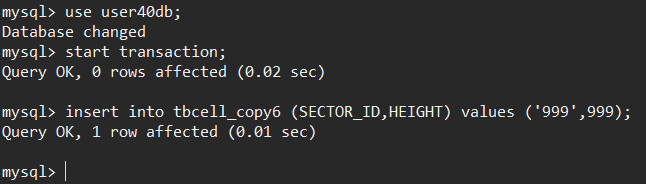 mysql> use user40db;
Database changed
mysql> start transaction;
Query OK, 0 rows affected (0.02 sec)
mysql> insert into tbcell_copy6 (SECTOR_ID,HEIGHT) values ('999',999);
Query OK, 1 row affected (0.01 sec)
mysql>